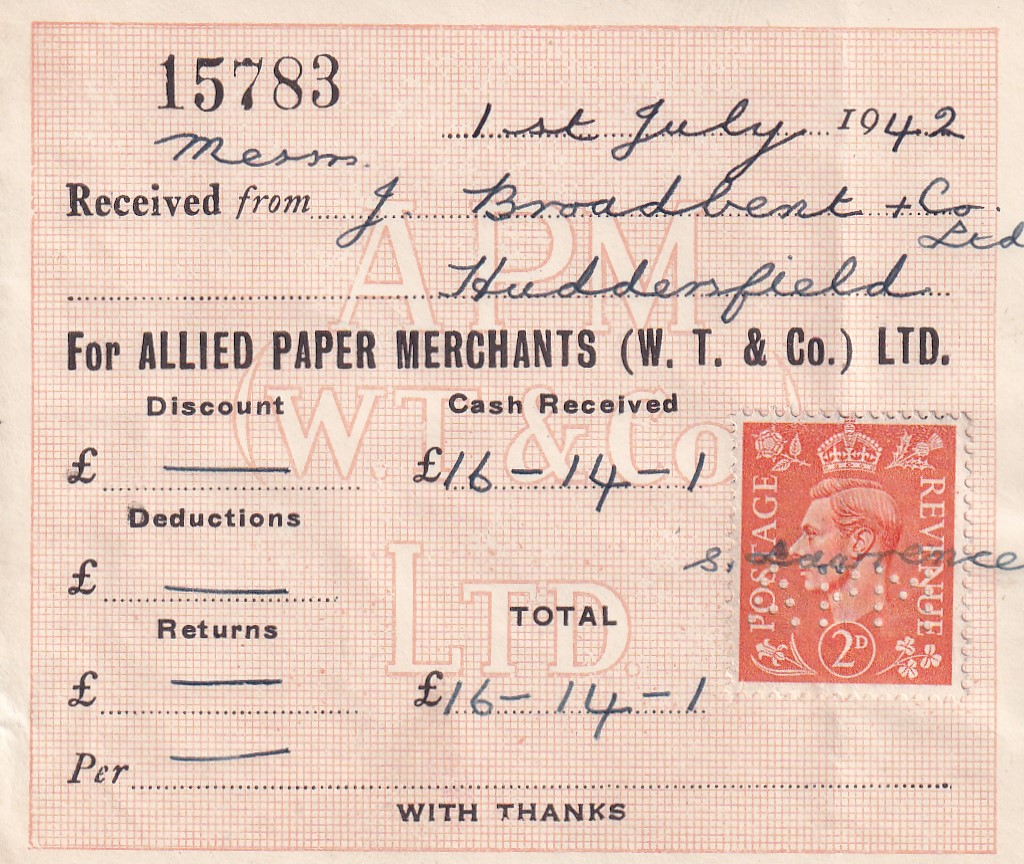 15783
1st July 1942
Messrs.
Received from J. Broadbent + Co. Ltd
Huddersfield
APM
(W.T. & Co)
LTD.
For ALLIED PAPER MERCHANTS (W. T. & Co.) LTD.
Discount Cash Received
£ — £16-14-1
Deductions
£ —
S. Lawrence
POSTAGE REVENUE
2D
Returns TOTAL
£ — £16-14-1
Per —
WITH THANKS